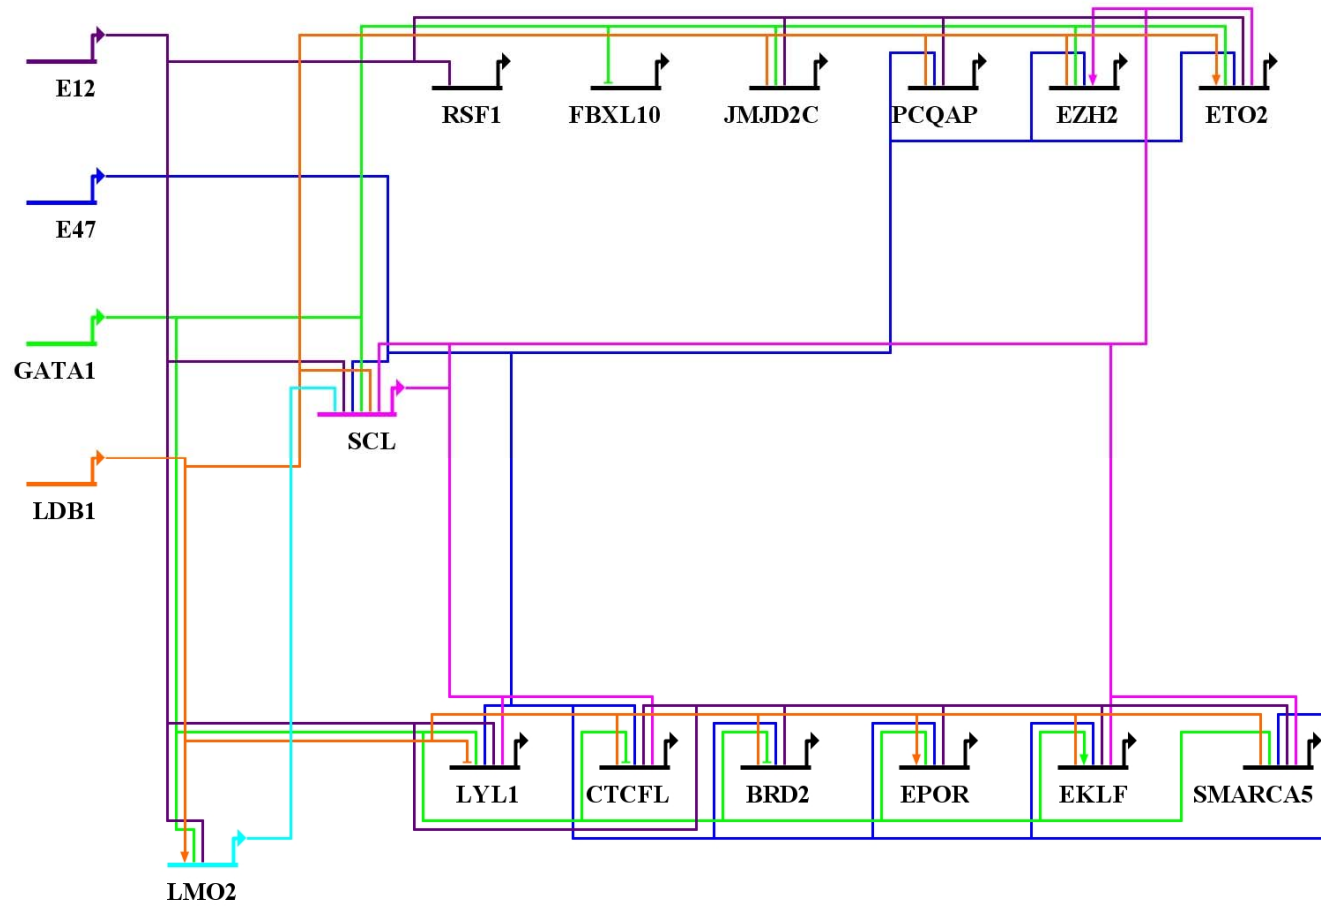 E12
RSF1
FBXL10
JMJD2C
PCQAP
EZH2
ETO2
E47
GATA1
SCL
LDB1
LYL1
CTCFL
BRD2
EPOR
EKLF
SMARCA5
LMO2